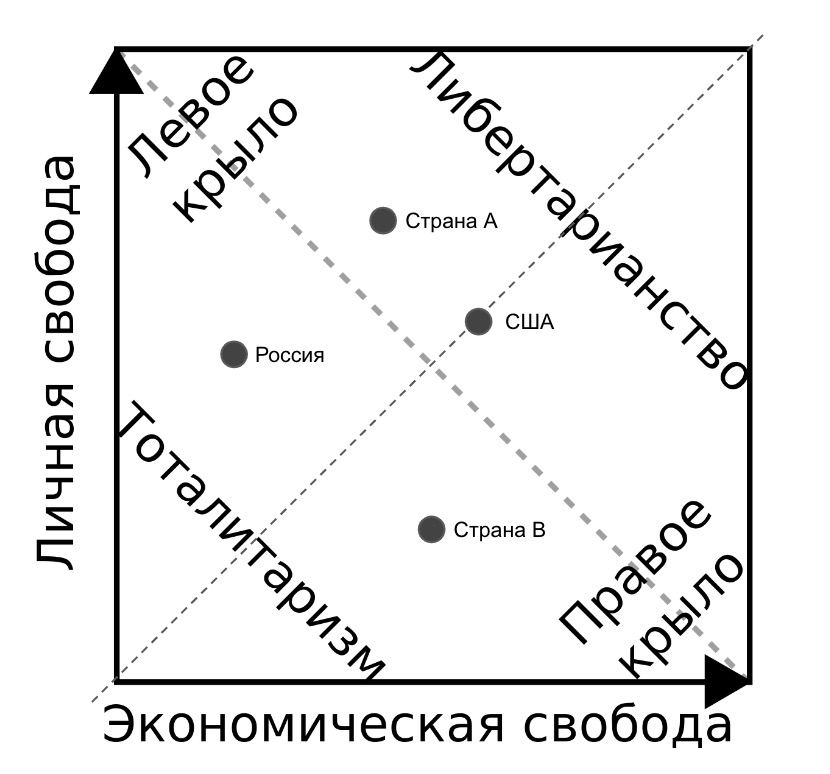 Левое
крыло
Либертарианство
Личная свобода
Страна А
США
Россия
Тоталитаризм
Страна В
Правое
крыло
Экономическая свобода